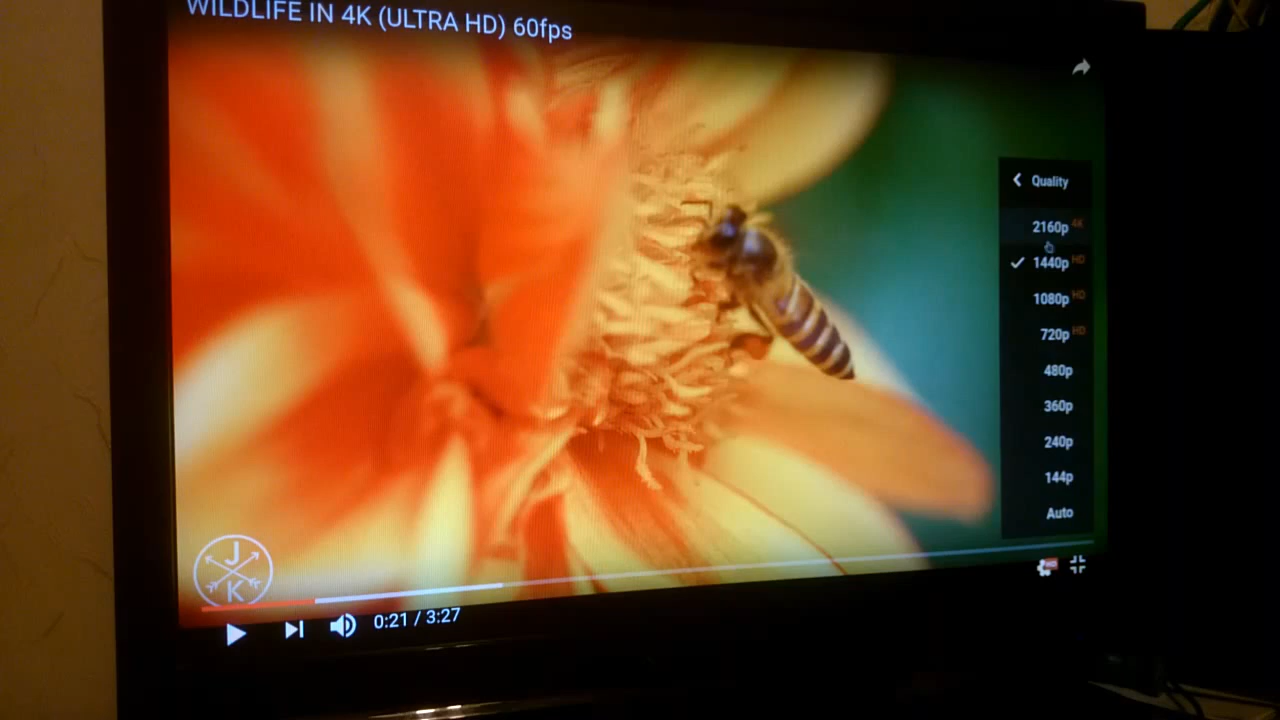 WILDLIFE IN 4K (ULTRA HD) 60fps
Quality
2160p 4K
1440p HD
1080p HD
720p HD
480p
360p
240p
144p
Auto
J
K
0:21 / 3:27